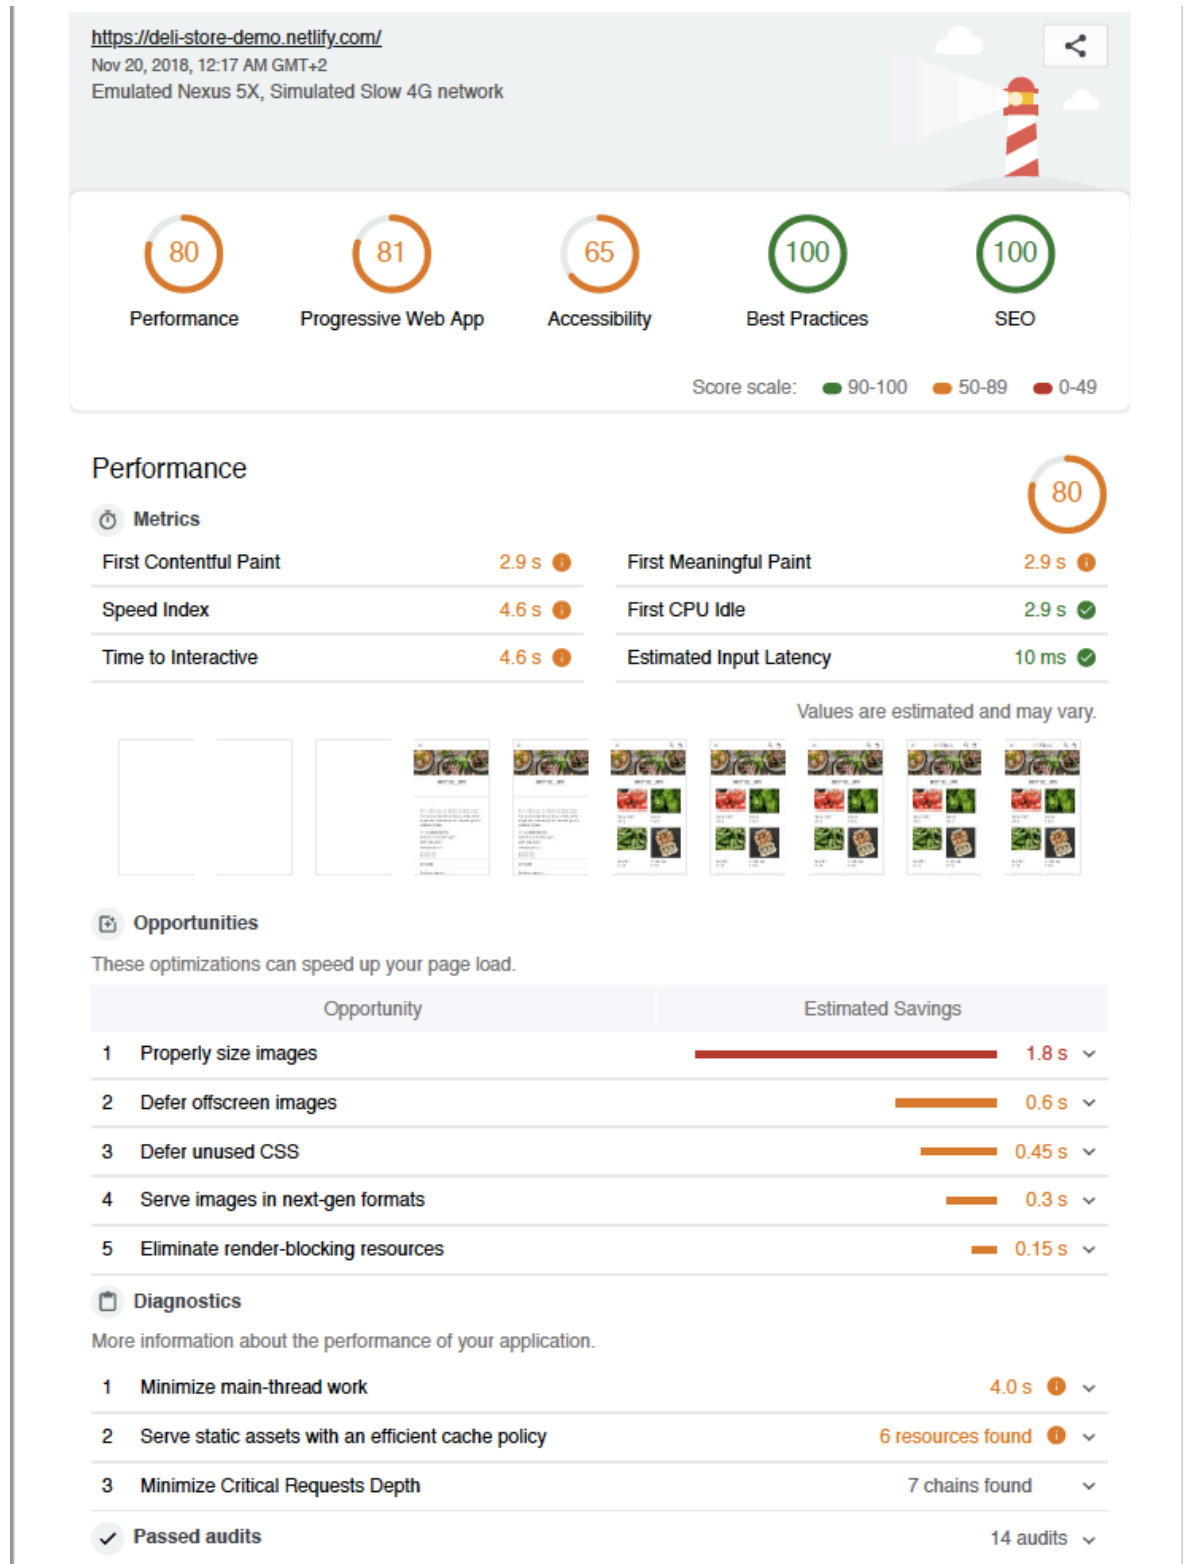 https://deli-store-demo.netlify.com/
Nov 20, 2018, 12:17 AM GMT+2
Emulated Nexus 5X, Simulated Slow 4G network
80 81 65 100 100
Performance Progressive Web App Accessibility Best Practices SEO
Score scale: 90-100 50-89 0-49
Performance
80
Metrics
First Contentful Paint 2.9 s First Meaningful Paint 2.9 s
Speed Index 4.6 s First CPU Idle 2.9 s
Time to Interactive 4.6 s Estimated Input Latency 10 ms
Values are estimated and may vary.
Opportunities
These optimizations can speed up your page load.
Opportunity Estimated Savings
1 Properly size images 1.8 s
2 Defer offscreen images 0.6 s
3 Defer unused CSS 0.45 s
4 Serve images in next-gen formats 0.3 s
5 Eliminate render-blocking resources 0.15 s
Diagnostics
More information about the performance of your application.
1 Minimize main-thread work 4.0 s
2 Serve static assets with an efficient cache policy 6 resources found
3 Minimize Critical Requests Depth 7 chains found
Passed audits 14 audits